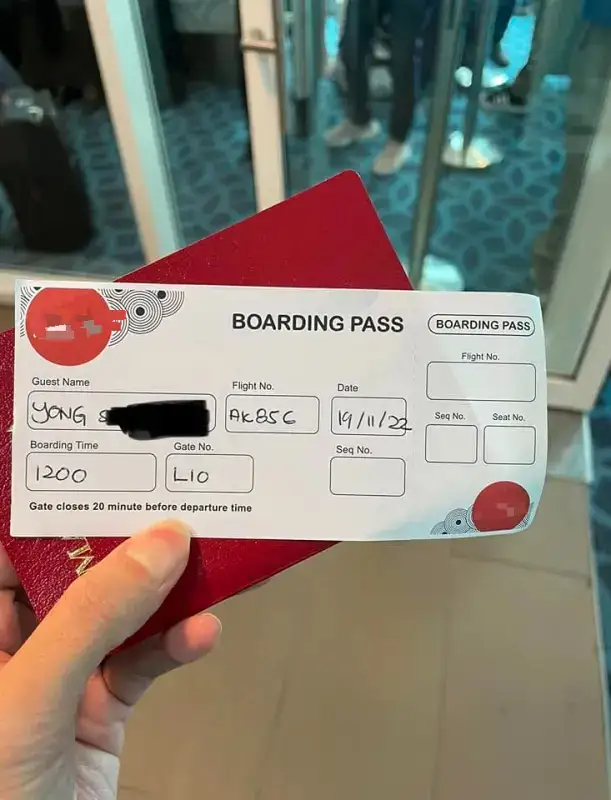 BOARDING PASS
BOARDING PASS
Flight No.
Guest Name
Flight No.
Date
YONG S
AK856
19/11/22
Seq No.
Seat No.
Boarding Time
Gate No.
Seq No.
1200
L10
Gate closes 20 minute before departure time